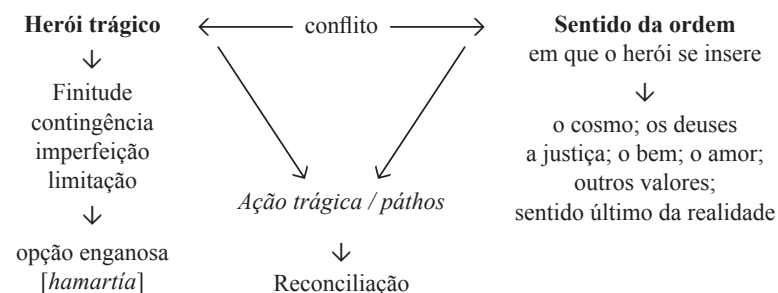 Herói trágico
conflito
Sentido da ordem
em que o herói se insere
Finitude
contingência
imperfeição
limitação
o cosmo; os deuses
a justiça; o bem; o amor;
outros valores;
sentido último da realidade
Ação trágica / páthos
opção enganosa
[hamartía]
Reconciliação